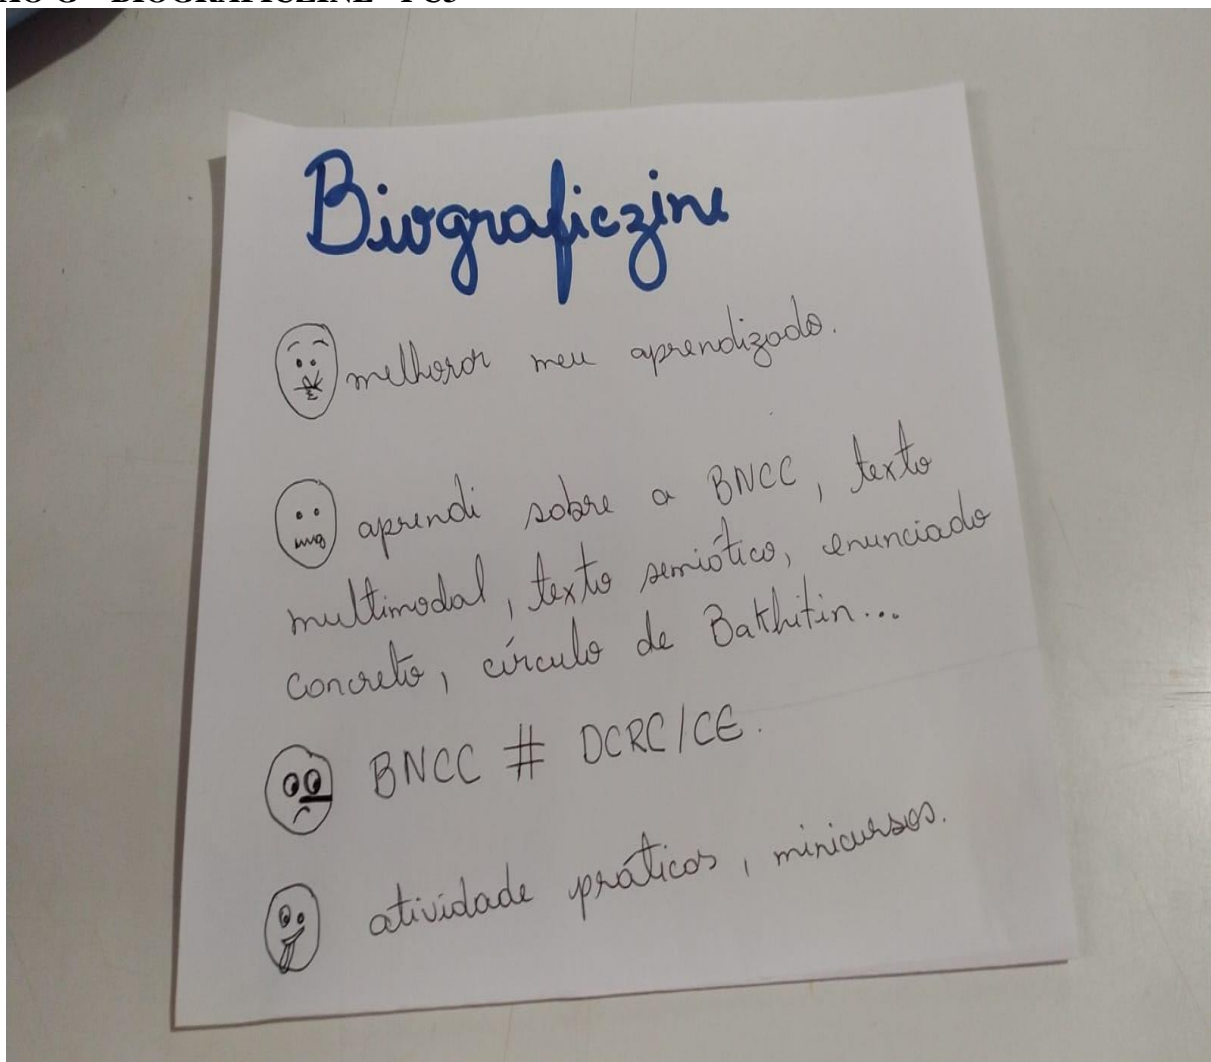 Biograficzine
melhorar meu aprendizado.
aprendi sobre a BNCC, texto
multimodal, texto semiótico, enunciado
concreto, círculo de Bakhitin...
BNCC # DCRC/CE.
atividade práticas, minicursos.